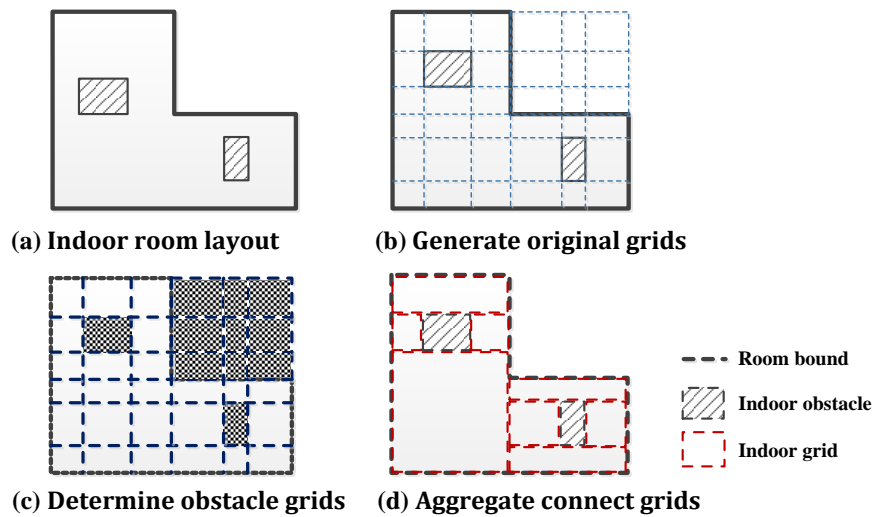 (a) Indoor room layout
(b) Generate original grids
(c) Determine obstacle grids
(d) Aggregate connect grids
Room bound
Indoor obstacle
Indoor grid